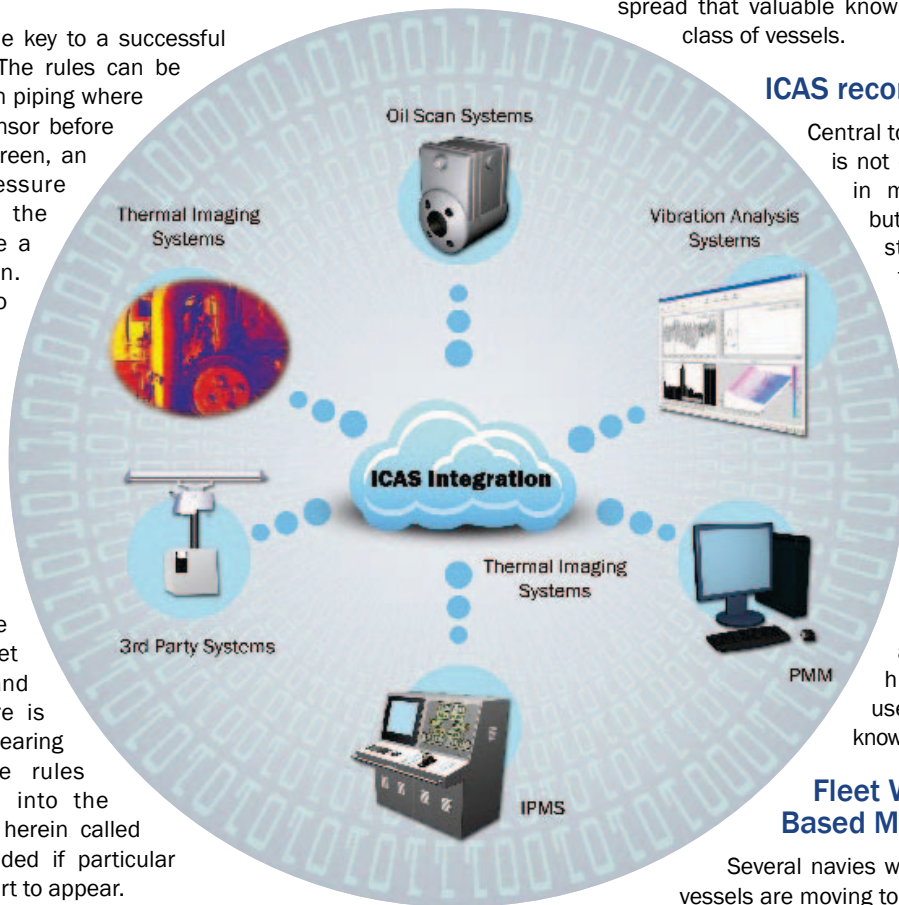 e key to a successful
The rules can be
n piping where
nsor before
reen, an
essure
the
e a
n.
o
e
et
and
re is
earing
e rules
into the
herein called
ded if particular
rt to appear.
Oil Scan Systems
Thermal Imaging
Systems
Vibration Analysis
Systems
ICAS Integration
Thermal Imaging
Systems
3rd Party Systems
PMM
IPMS
spread that valuable know
class of vessels.
ICAS recor
Central to
is not
in m
but
st
a
h
use
know
Fleet W
Based M
Several navies w
vessels are moving to